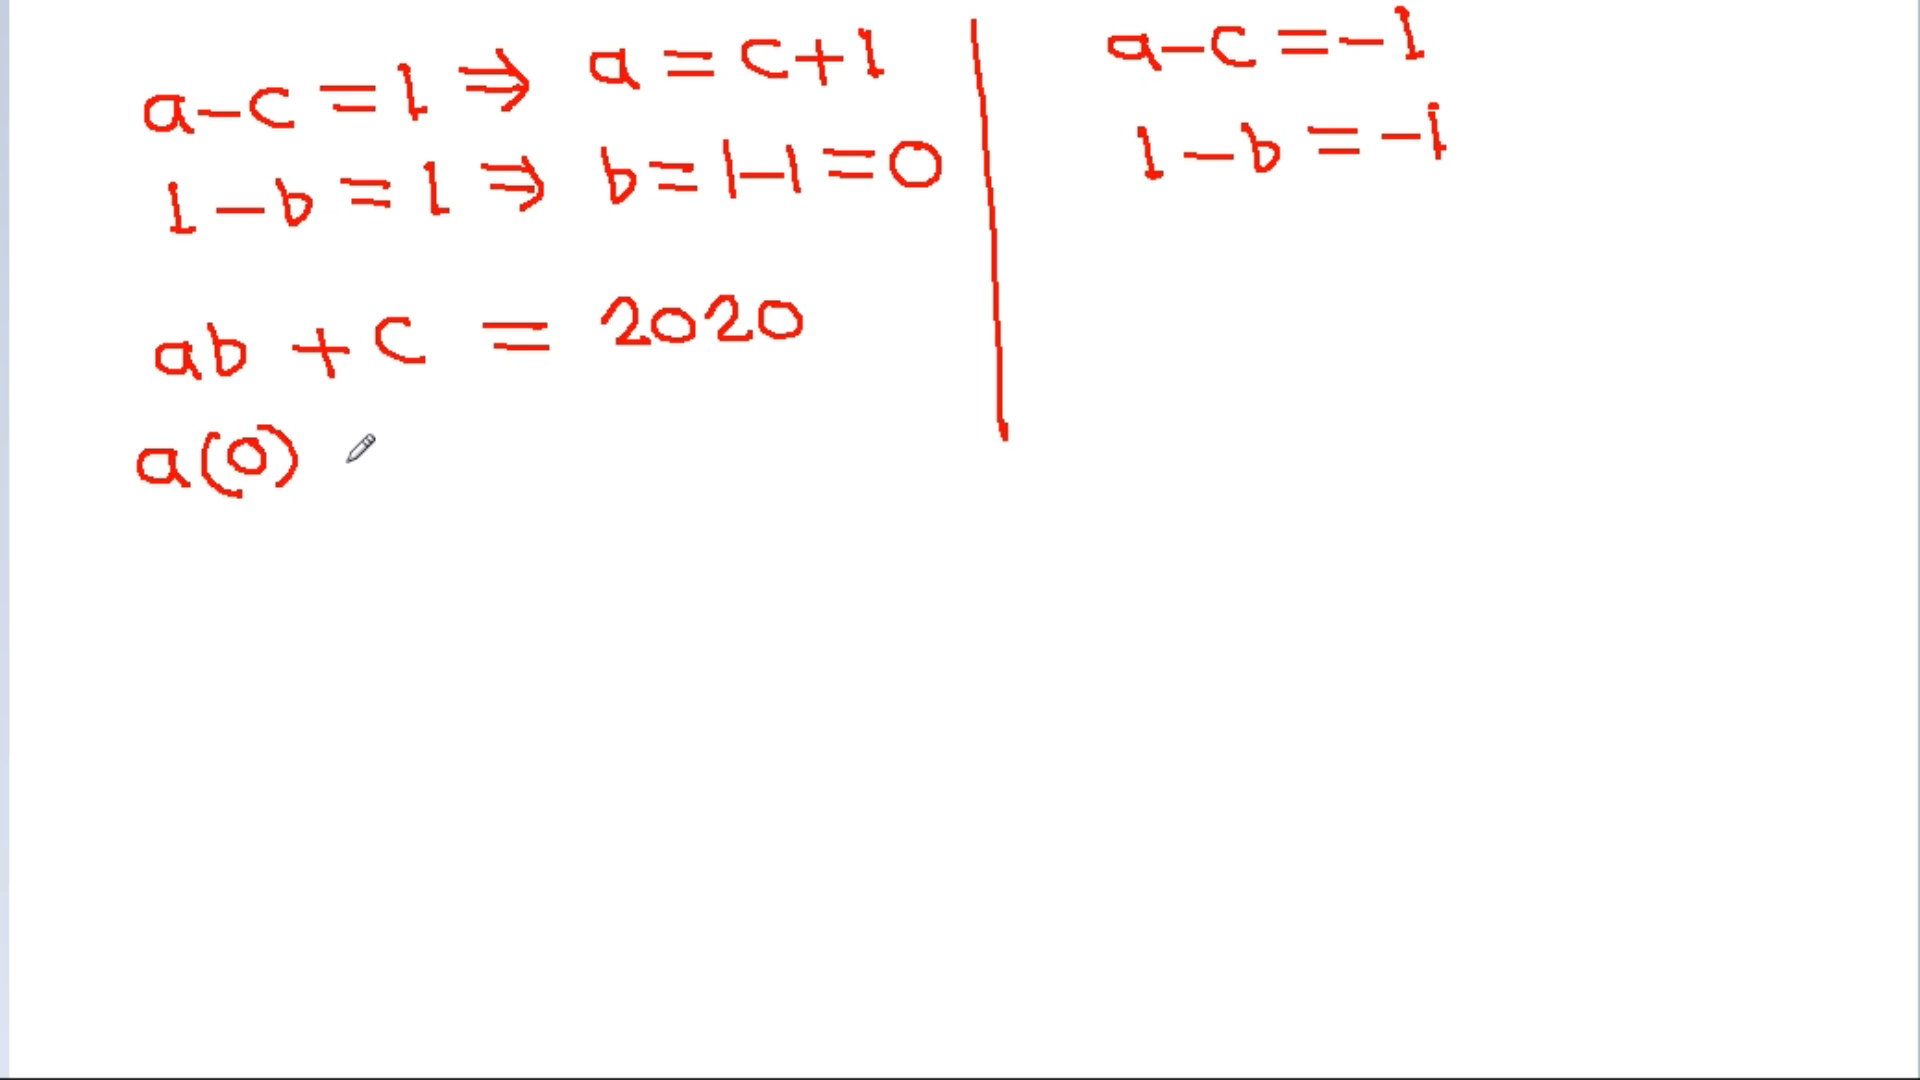 a-c=1 ⇒ a=c+1
1-b=1 ⇒ b=1-1=0
ab+c=2020
a(0)
a-c=-1
1-b=-1